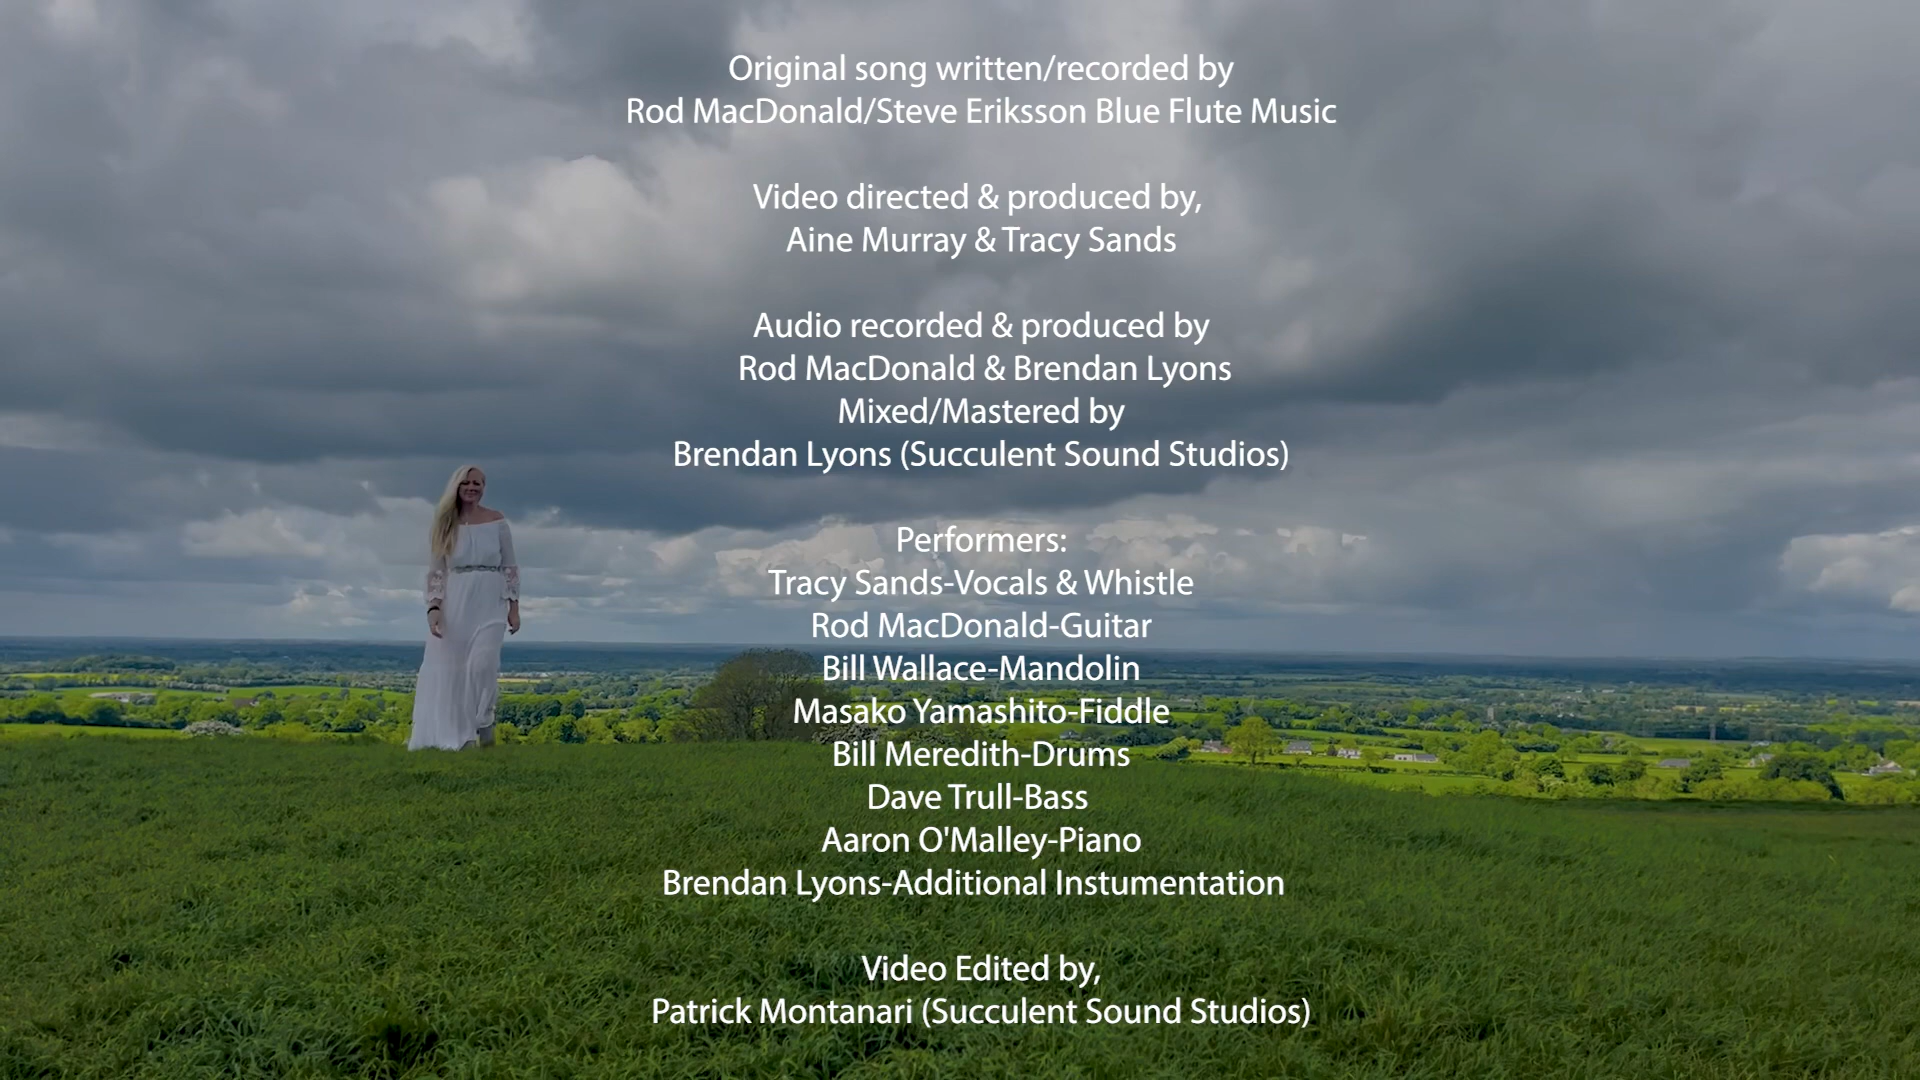 Original song written/recorded by
Rod MacDonald/Steve Eriksson Blue Flute Music
Video directed & produced by,
Aine Murray & Tracy Sands
Audio recorded & produced by
Rod MacDonald & Brendan Lyons
Mixed/Mastered by
Brendan Lyons (Succulent Sound Studios)
Performers:
Tracy Sands-Vocals & Whistle
Rod MacDonald-Guitar
Bill Wallace-Mandolin
Masako Yamashito-Fiddle
Bill Meredith-Drums
Dave Trull-Bass
Aaron O'Malley-Piano
Brendan Lyons-Additional Instumentation
Video Edited by,
Patrick Montanari (Succulent Sound Studios)